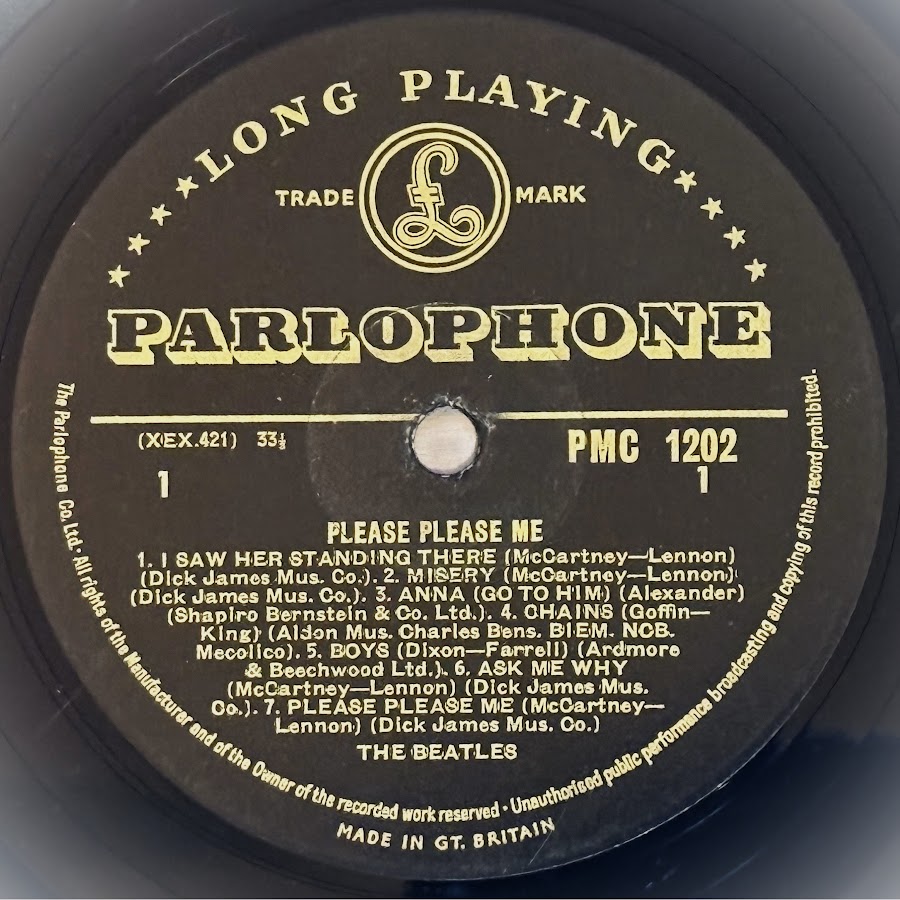 ★★★★ LONG PLAYING ★★★★
TRADE £ MARK
PARLOPHONE
(XEX.421) 33⅓
PMC 1202
1
1
PLEASE PLEASE ME
1. I SAW HER STANDING THERE (McCartney—Lennon)
(Dick James Mus. Co.). 2. MISERY (McCartney—Lennon)
(Dick James Mus. Co.). 3. ANNA (GO TO HIM) (Alexander)
(Shapiro Bernstein & Co. Ltd.). 4. CHAINS (Goffin—
King) (Aldon Mus. Charles Bens. BIEM. NCB.
Mecolico). 5. BOYS (Dixon—Farrell) (Ardmore
& Beechwood Ltd.). 6. ASK ME WHY
(McCartney—Lennon) (Dick James Mus.
Co.). 7. PLEASE PLEASE ME (McCartney—
Lennon) (Dick James Mus. Co.)
THE BEATLES
The Parlophone Co. Ltd. · All rights of the Manufacturer and of the Owner of the recorded work reserved · Unauthorised public performance broadcasting and copying of this record prohibited.
MADE IN GT. BRITAIN